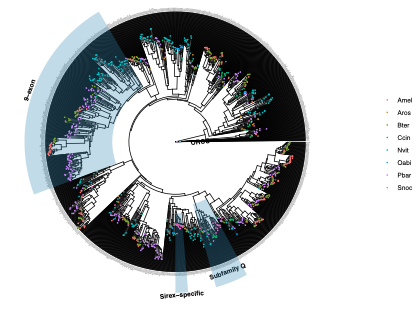 9-exon
Orco
Amel
Aros
Bter
Ccin
Nvit
Oabi
Pbar
Snoc
Subfamily Q
Sirex-specific